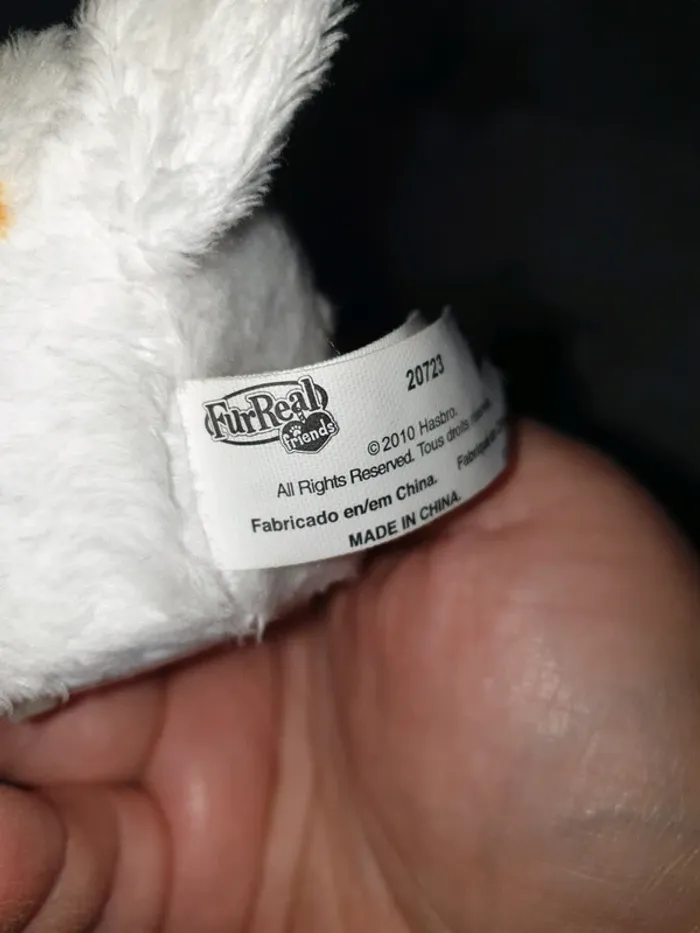 FurReal
friends
20723
©2010 Hasbro.
All Rights Reserved. Tous droits
Fabricado en/em China.
MADE IN CHINA.